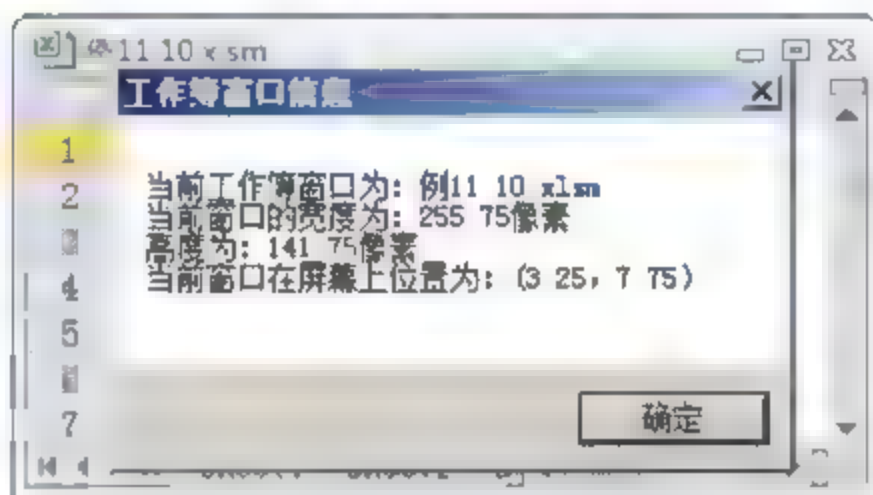 例11 10 x sm
工作簿窗口信息
1
2
4
5
7
当前工作簿窗口为: 例11 10 xlsm
当前窗口的宽度为: 255 75像素
高度为: 141 75像素
当前窗口在屏幕上位置为: (3 25, 7 75)
确定